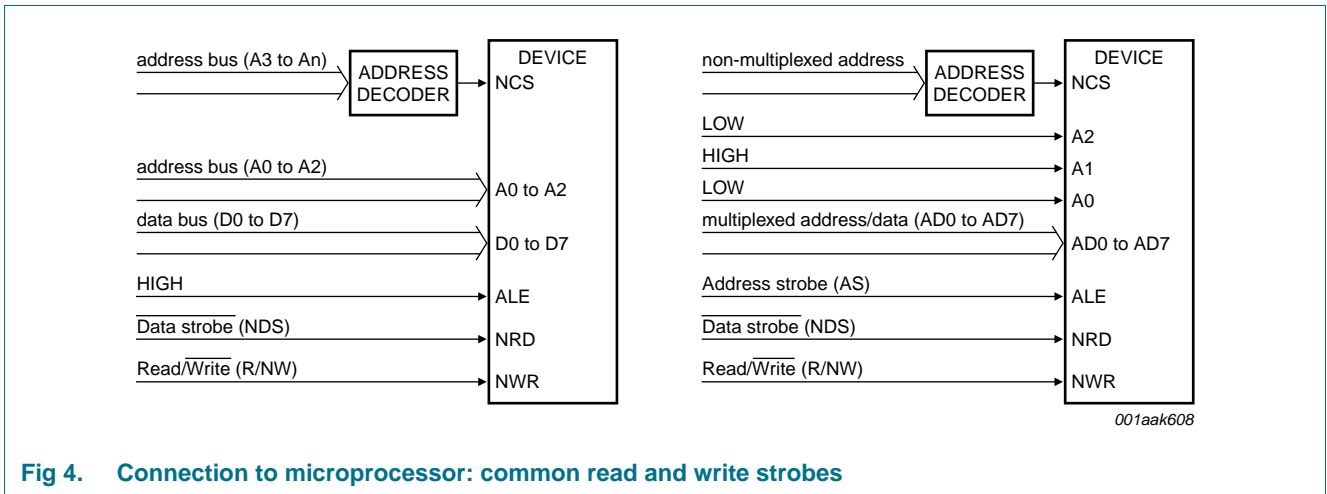 address bus (A3 to An)
ADDRESS
DECODER
DEVICE
NCS
address bus (A0 to A2)
A0 to A2
data bus (D0 to D7)
D0 to D7
HIGH
ALE
Data strobe (NDS)
NRD
Read/Write (R/NW)
NWR
non-multiplexed address
ADDRESS
DECODER
DEVICE
NCS
LOW
A2
HIGH
A1
LOW
A0
multiplexed address/data (AD0 to AD7)
AD0 to AD7
Address strobe (AS)
ALE
Data strobe (NDS)
NRD
Read/Write (R/NW)
NWR
001aak608
Fig 4. Connection to microprocessor: common read and write strobes